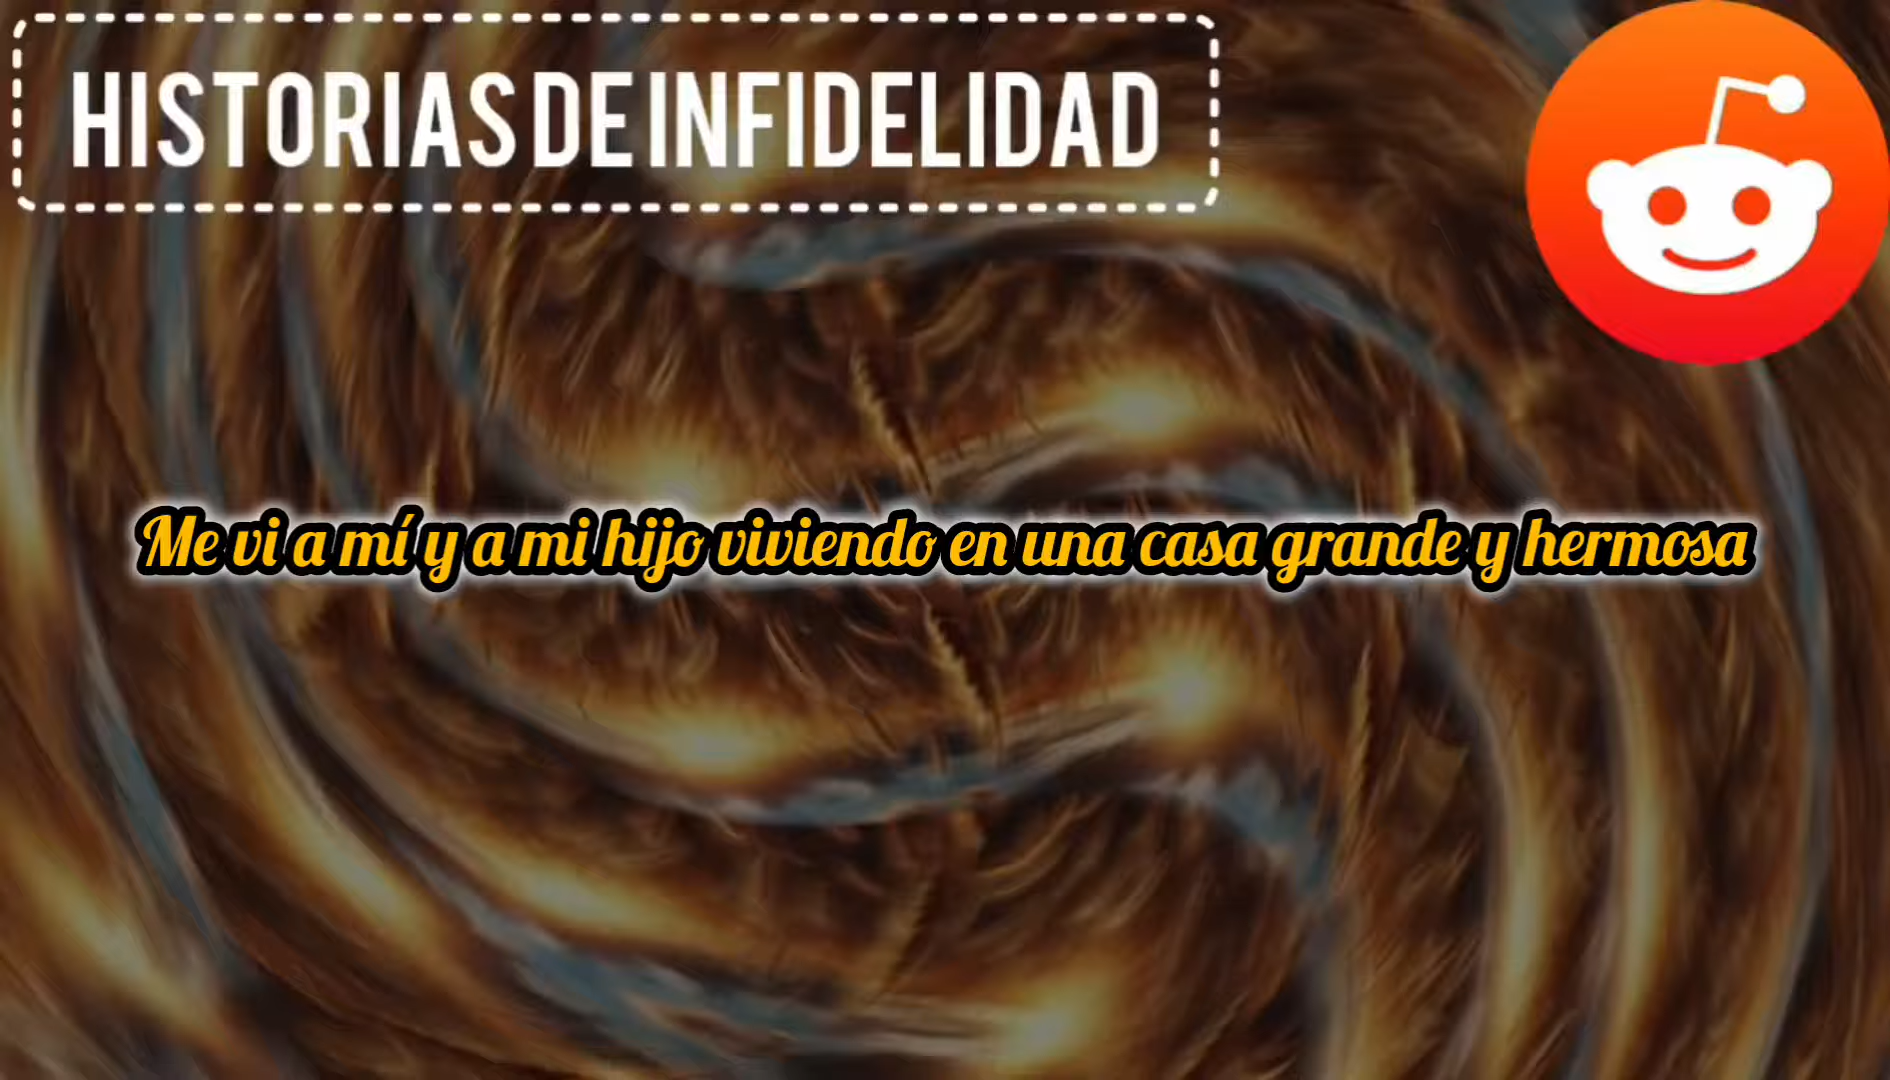 HISTORIAS DE INFIDELIDAD
Me vi a mí y a mi hijo viviendo en una casa grande y hermosa